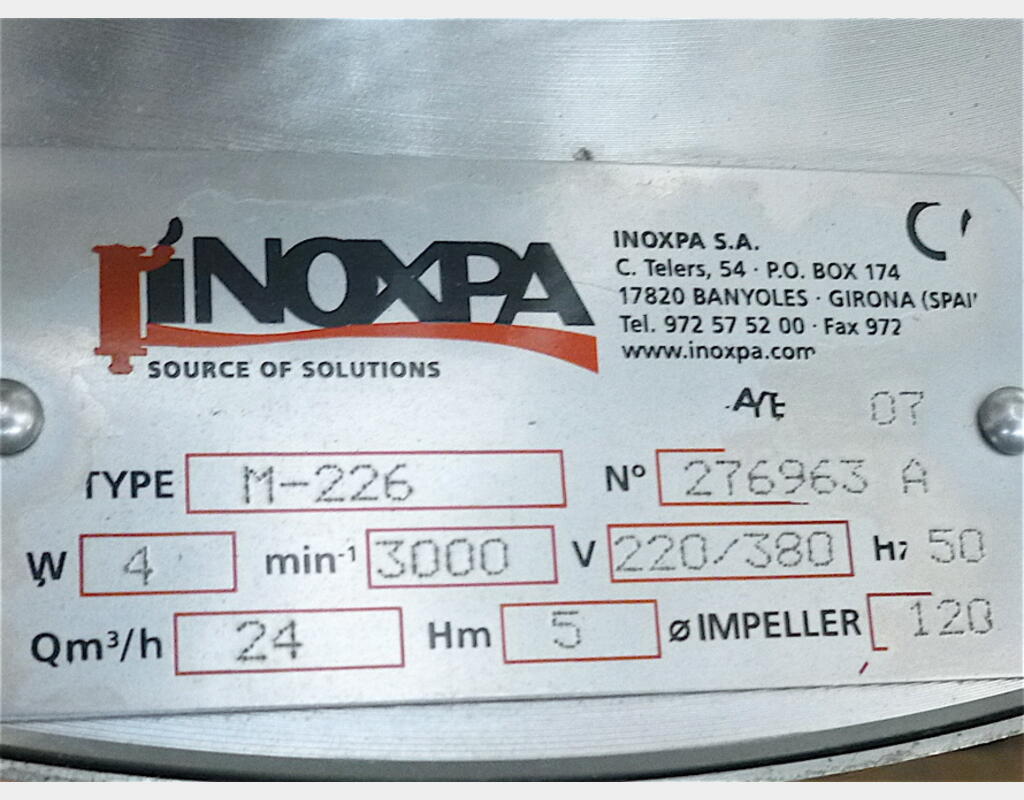 iNOXPA
SOURCE OF SOLUTIONS
INOXPA S.A.
C. Telers, 54 · P.O. BOX 174
17820 BANYOLES · GIRONA (SPAI
Tel. 972 57 52 00 · Fax 972
www.inoxpa.com
07
TYPE M-226 Nº 276963 A
W 4 min-1 3000 V 220/380 Hz 50
Qm³/h 24 Hm 5 ø IMPELLER 120